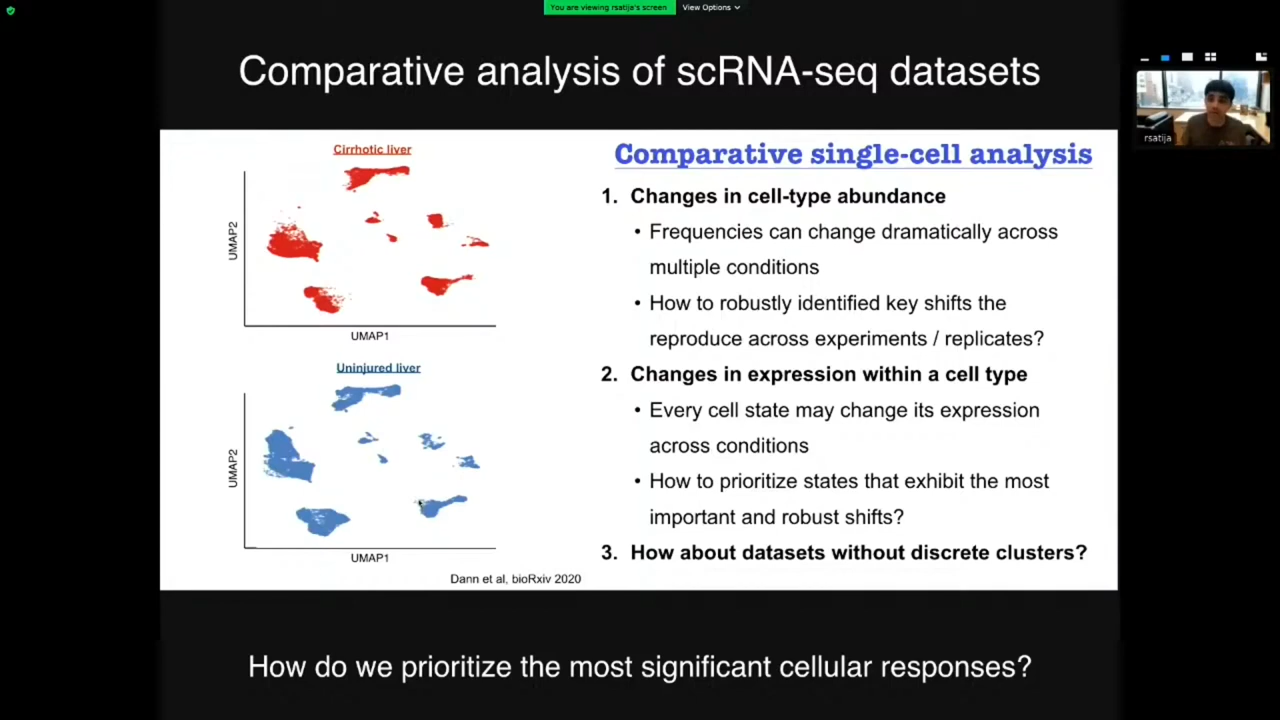 You are viewing rsatija's screen
View Options
Comparative analysis of scRNA-seq datasets
rsatija
Cirrhotic liver
UMAP2
UMAP1
Uninjured liver
UMAP2
UMAP1
Dann et al, bioRxiv 2020
Comparative single-cell analysis
1. Changes in cell-type abundance
• Frequencies can change dramatically across
multiple conditions
• How to robustly identified key shifts the
reproduce across experiments / replicates?
2. Changes in expression within a cell type
• Every cell state may change its expression
across conditions
• How to prioritize states that exhibit the most
important and robust shifts?
3. How about datasets without discrete clusters?
How do we prioritize the most significant cellular responses?